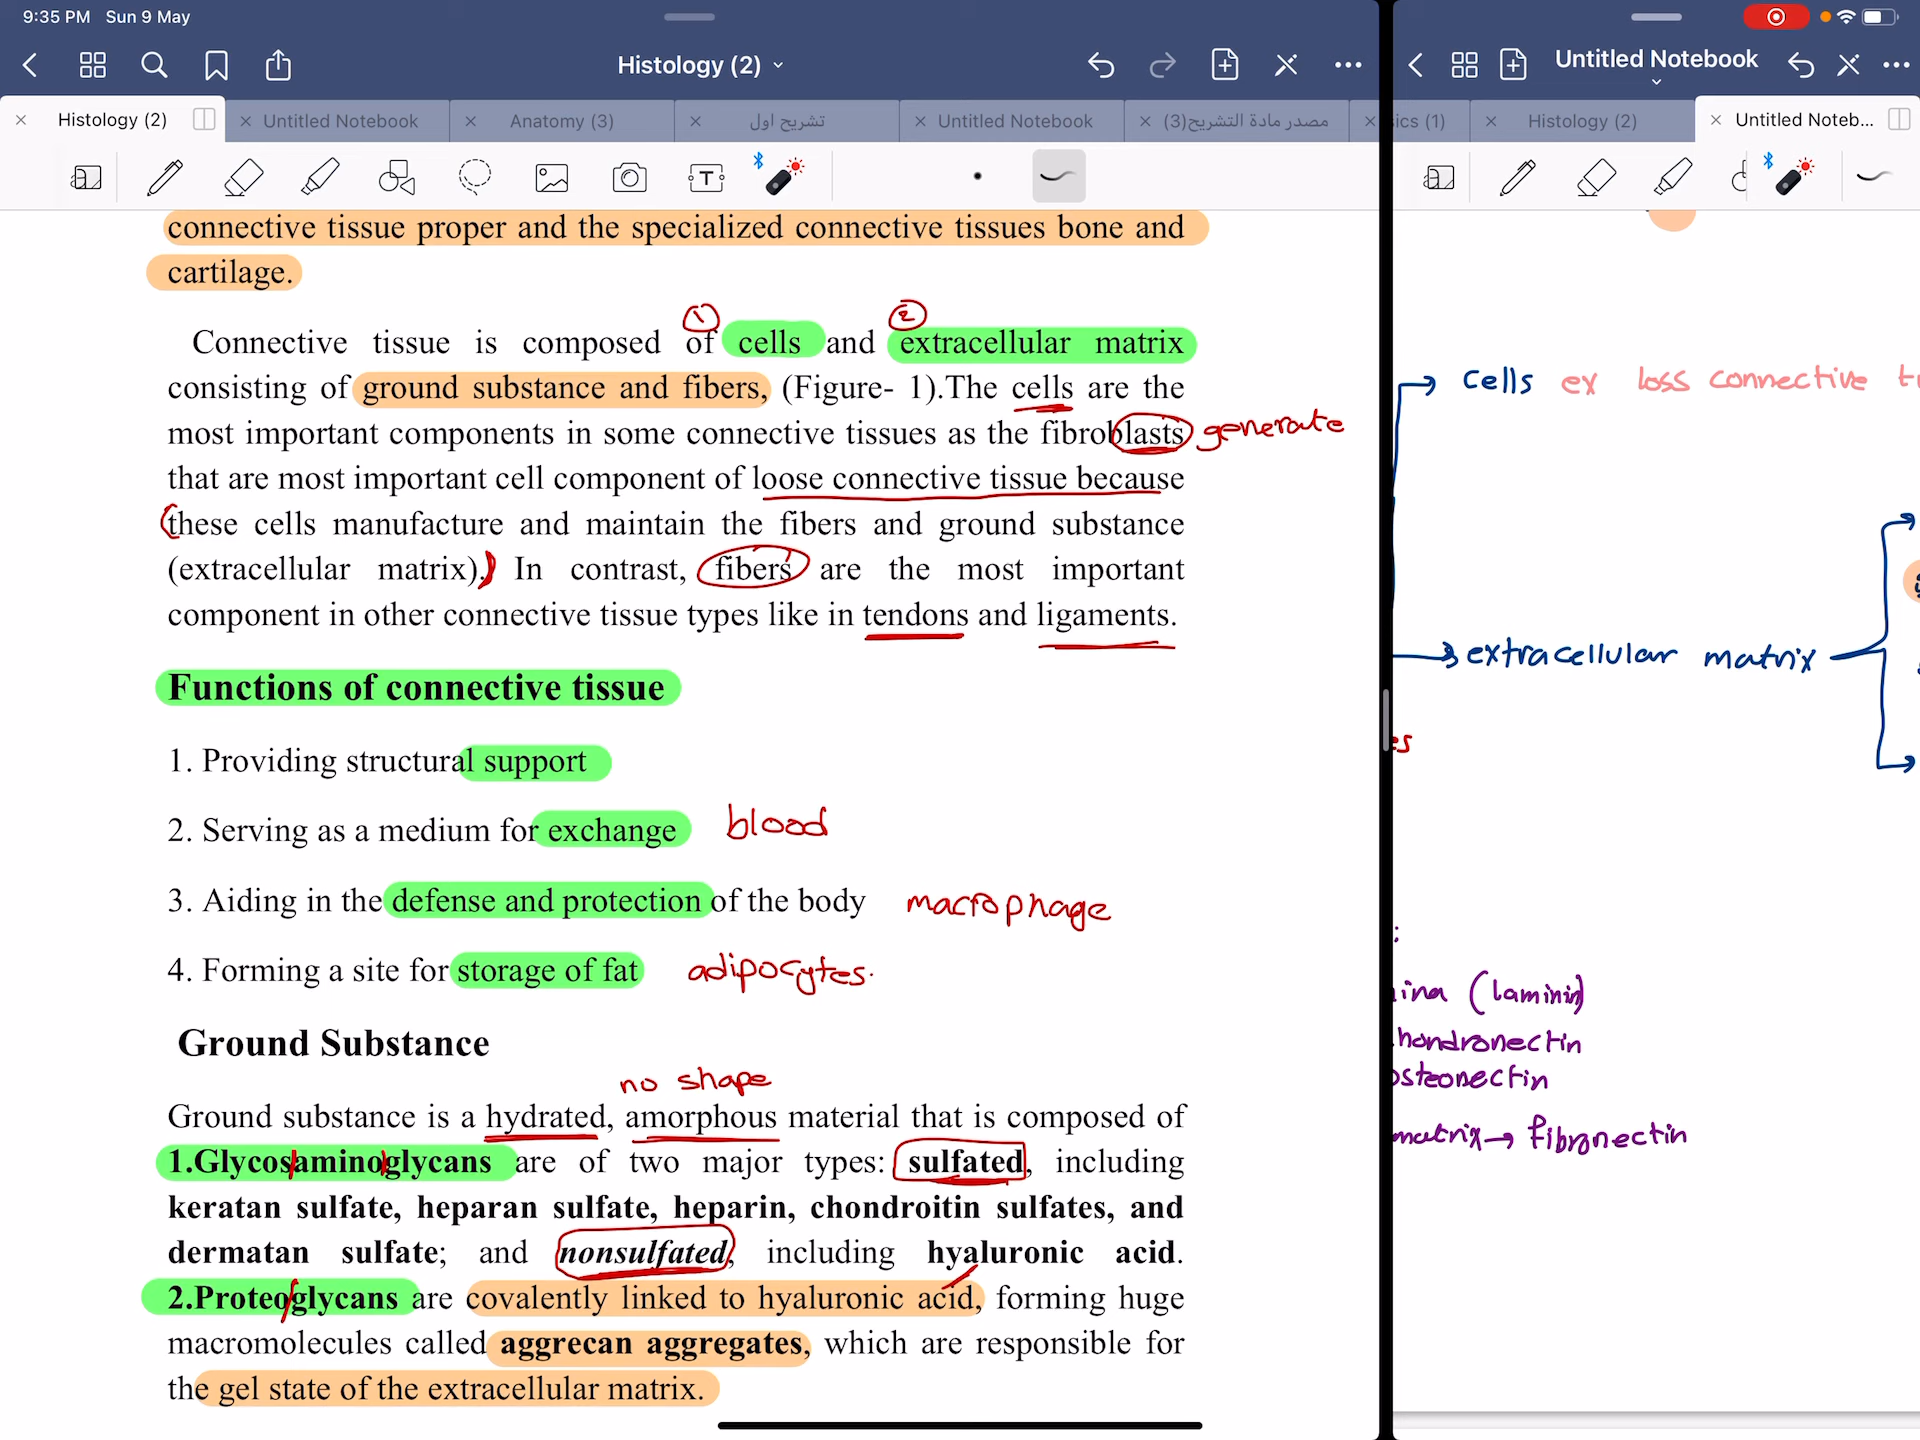 9:35 PM Sun 9 May
Histology (2)
Untitled Notebook
Histology (2)
Untitled Notebook
Anatomy (3)
تشريح اول
Untitled Notebook
مصدر مادة التشريح(3)
ics (1)
Histology (2)
Untitled Noteb...
connective tissue proper and the specialized connective tissues bone and
cartilage.
1 2
Connective tissue is composed of cells and extracellular matrix
consisting of ground substance and fibers, (Figure- 1).The cells are the
most important components in some connective tissues as the fibroblasts generate
that are most important cell component of loose connective tissue because
these cells manufacture and maintain the fibers and ground substance
(extracellular matrix). In contrast, fibers are the most important
component in other connective tissue types like in tendons and ligaments.
Functions of connective tissue
1. Providing structural support
2. Serving as a medium for exchange blood
3. Aiding in the defense and protection of the body macrophage
4. Forming a site for storage of fat adipocytes.
Ground Substance
no shape
Ground substance is a hydrated, amorphous material that is composed of
1.Glycosaminoglycans are of two major types: sulfated, including
keratan sulfate, heparan sulfate, heparin, chondroitin sulfates, and
dermatan sulfate; and nonsulfated, including hyaluronic acid.
2.Proteoglycans are covalently linked to hyaluronic acid, forming huge
macromolecules called aggrecan aggregates, which are responsible for
the gel state of the extracellular matrix.
cells ex loss connective
extracellular matrix
es
:
ina (laminin)
hondronectin
osteonectin
matrix → fibronectin